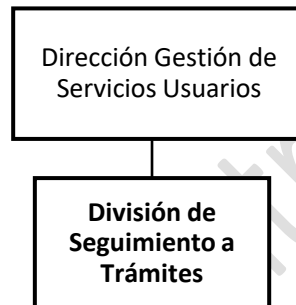 Dirección Gestión de
Servicios Usuarios
División de
Seguimiento a
Trámites